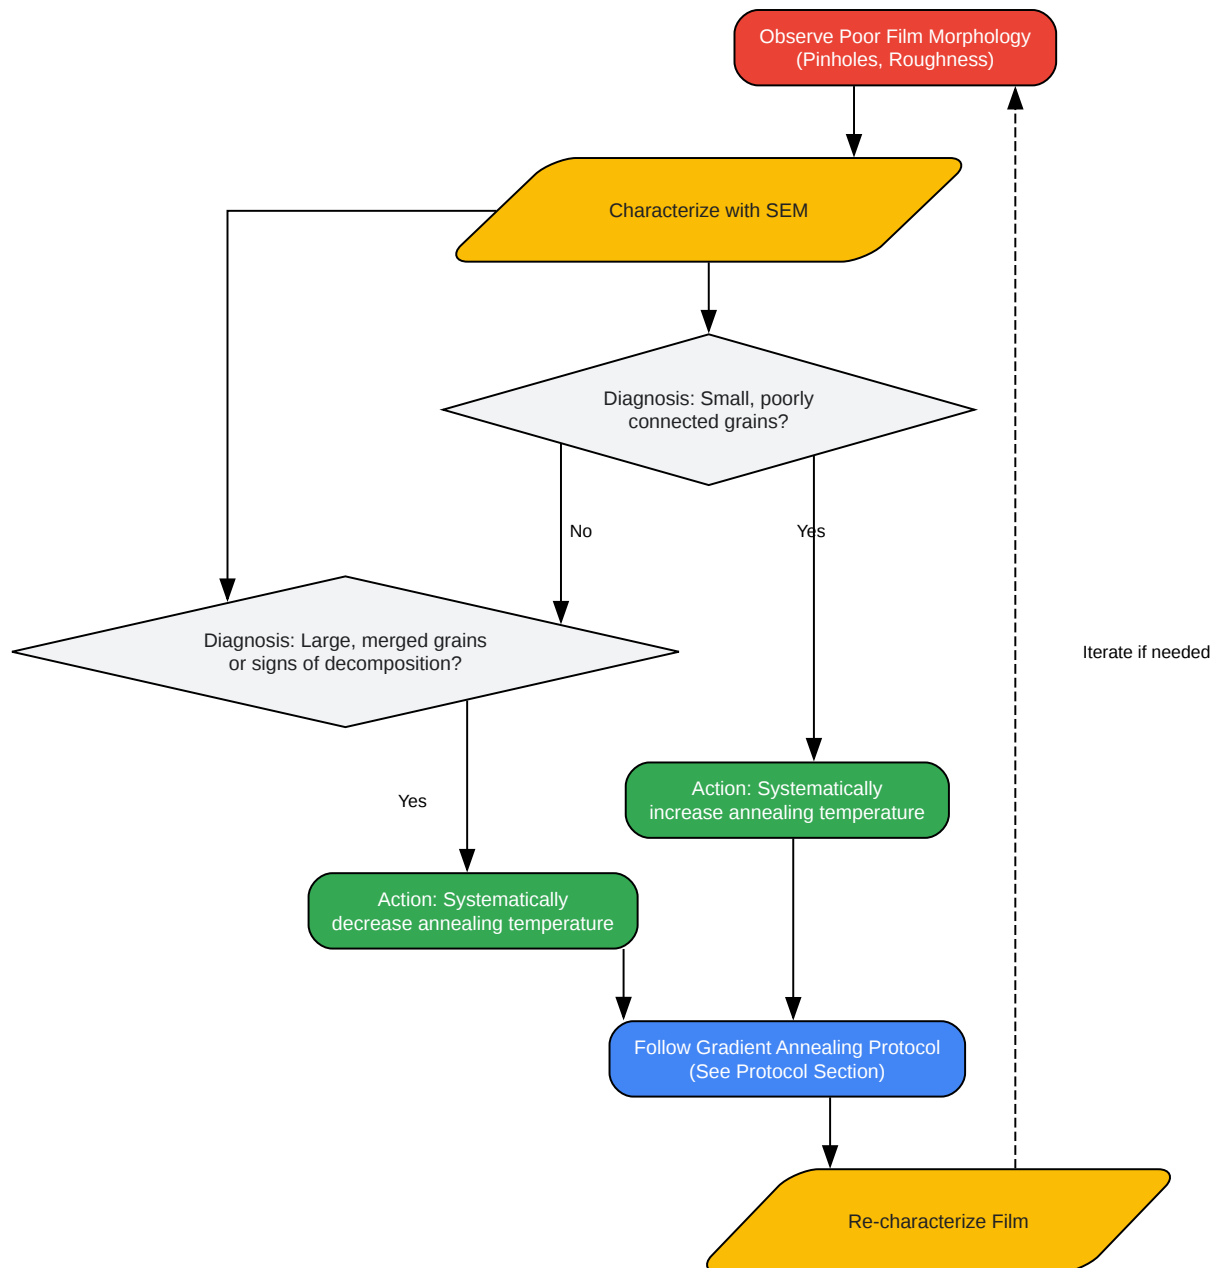 Observe Poor Film Morphology
(Pinholes, Roughness)
Characterize with SEM
Diagnosis: Small, poorly
connected grains?
No
Yes
Diagnosis: Large, merged grains
or signs of decomposition?
Iterate if needed
Yes
Action: Systematically
increase annealing temperature
Action: Systematically
decrease annealing temperature
Follow Gradient Annealing Protocol
(See Protocol Section)
Re-characterize Film